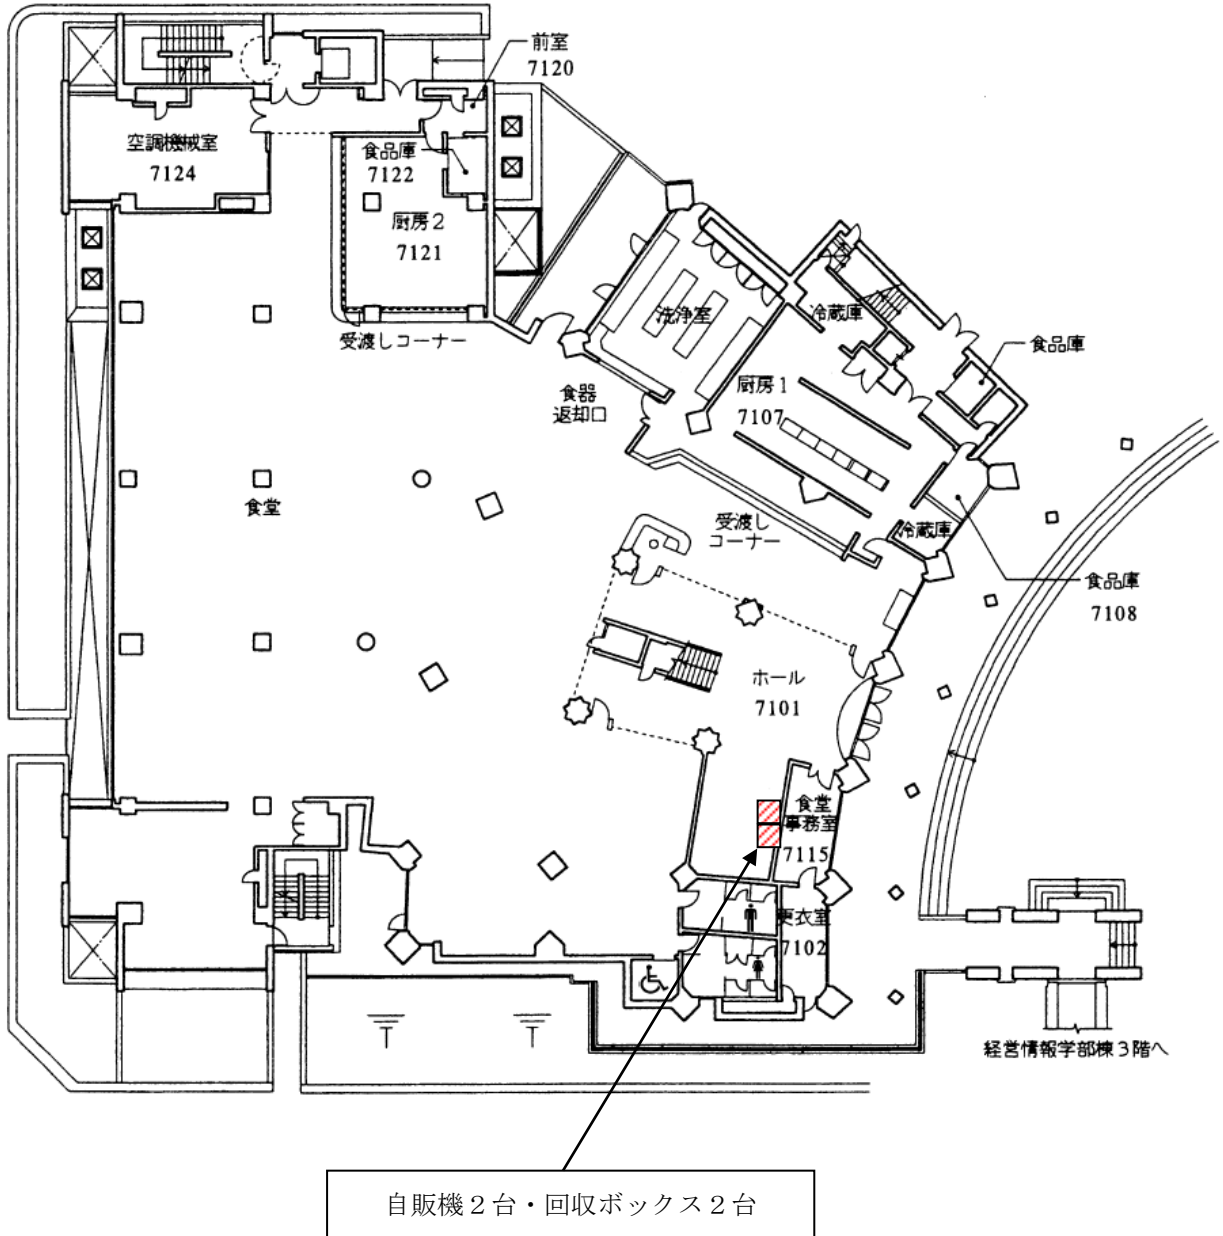 前室
7120
空調機械室
7124
食品庫
7122
厨房２
7121
受渡しコーナー
洗浄室
冷蔵庫
食品庫
食器
返却口
厨房１
7107
食堂
受渡し
コーナー
冷蔵庫
食品庫
7108
ホール
7101
食堂
事務室
7115
更衣室
7102
経営情報学部棟３階へ
自販機２台・回収ボックス２台